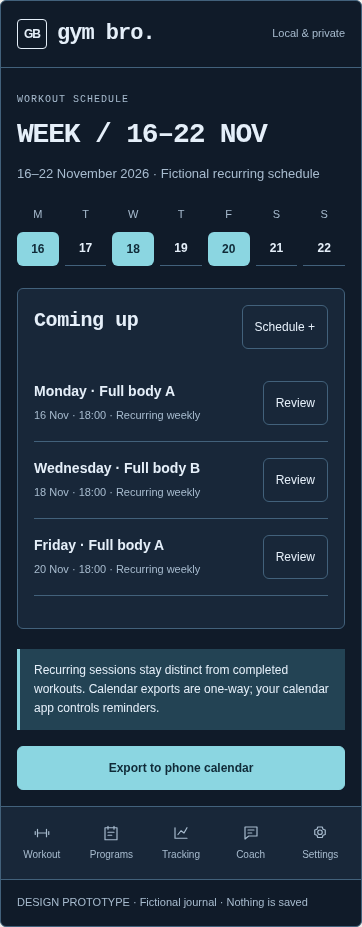 GB gym bro. Local & private
WORKOUT SCHEDULE
WEEK / 16–22 NOV
16–22 November 2026 · Fictional recurring schedule
M T W T F S S
16 17 18 19 20 21 22
Coming up Schedule +
Monday · Full body A
16 Nov · 18:00 · Recurring weekly
Review
Wednesday · Full body B
18 Nov · 18:00 · Recurring weekly
Review
Friday · Full body A
20 Nov · 18:00 · Recurring weekly
Review
Recurring sessions stay distinct from completed
workouts. Calendar exports are one-way; your calendar
app controls reminders.
Export to phone calendar
Workout Programs Tracking Coach Settings
DESIGN PROTOTYPE · Fictional journal · Nothing is saved